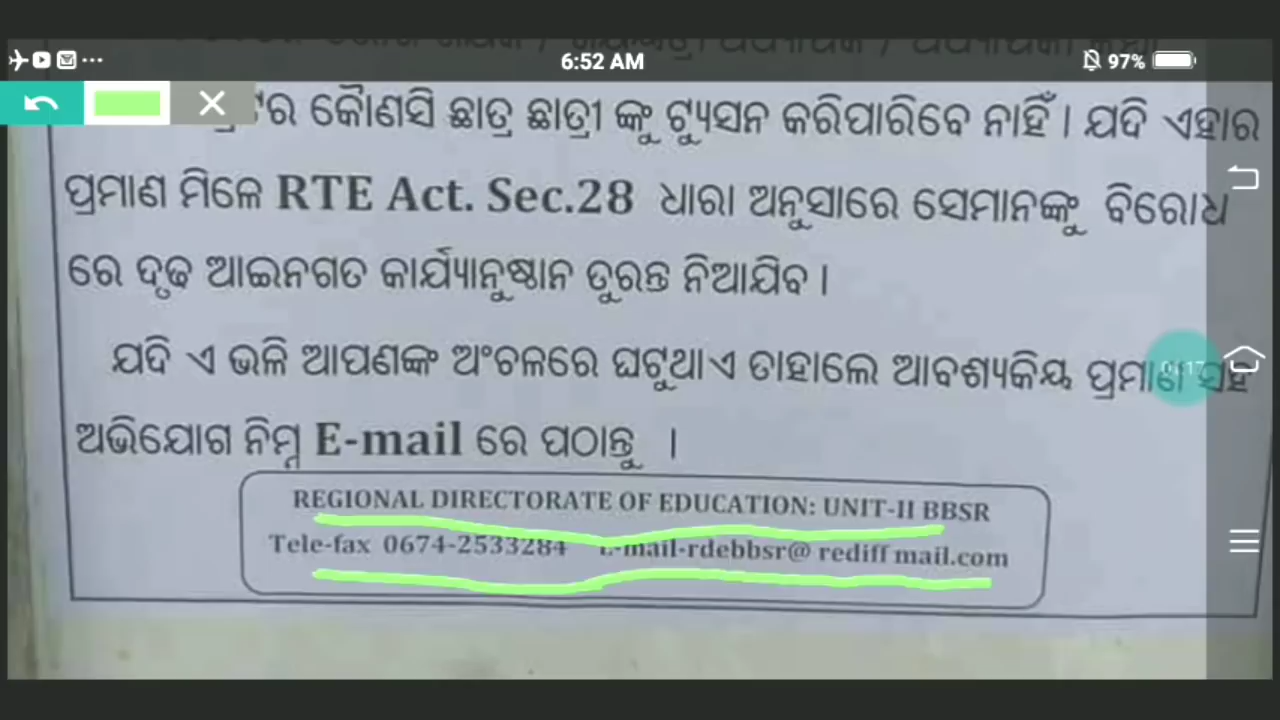 6:52 AM
97%
ର କୌଣସି ଛାତ୍ର ଛାତ୍ରୀ ଙ୍କୁ ଟ୍ୟୁସନ କରିପାରିବେ ନାହିଁ । ଯଦି ଏହାର
ପ୍ରମାଣ ମିଳେ RTE Act. Sec.28 ଧାରା ଅନୁସାରେ ସେମାନଙ୍କୁ ବିରୋଧ
ରେ ଦୃଢ ଆଇନଗତ କାର୍ଯ୍ୟାନୁଷ୍ଠାନ ତୁରନ୍ତ ନିଆଯିବ ।
ଯଦି ଏ ଭଳି ଆପଣଙ୍କ ଅଂଚଳରେ ଘଟୁଥାଏ ତାହାଲେ ଆବଶ୍ୟକିୟ ପ୍ରମାଣ ସହ
ଅଭିଯୋଗ ନିମ୍ନ E-mail ରେ ପଠାନ୍ତୁ ।
REGIONAL DIRECTORATE OF EDUCATION: UNIT-II BBSR
Tele-fax 0674-2533284 E-mail-rdebbsr@ rediff mail.com